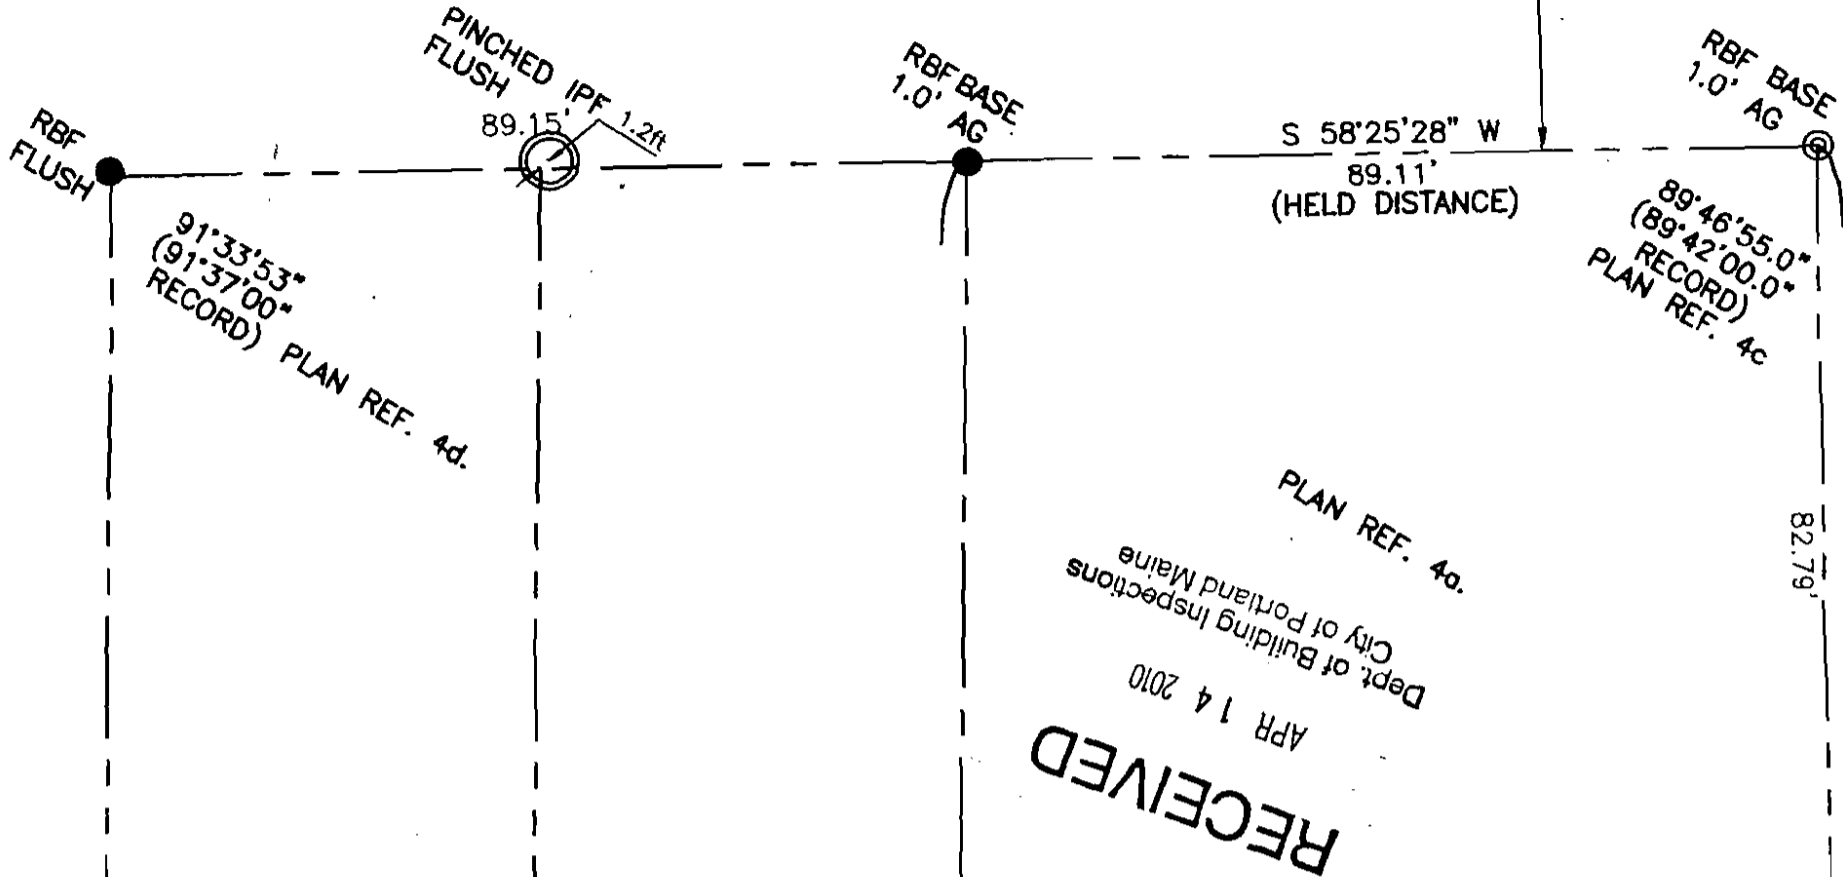 PINCHED IPF
FLUSH
89.15'
1.2ft
RBF BASE
1.0' AG
RBF BASE
1.0' AG
RBF
FLUSH
S 58°25'28" W
89.11'
(HELD DISTANCE)
91°33'53"
(91°37'00"
RECORD) PLAN REF. 4d.
89°46'55.0"
(89°42'00.0"
RECORD)
PLAN REF. 4c
PLAN REF. 4a.
82.79'
RECEIVED
APR 14 2010
Dept. of Building Inspections
City of Portland Maine